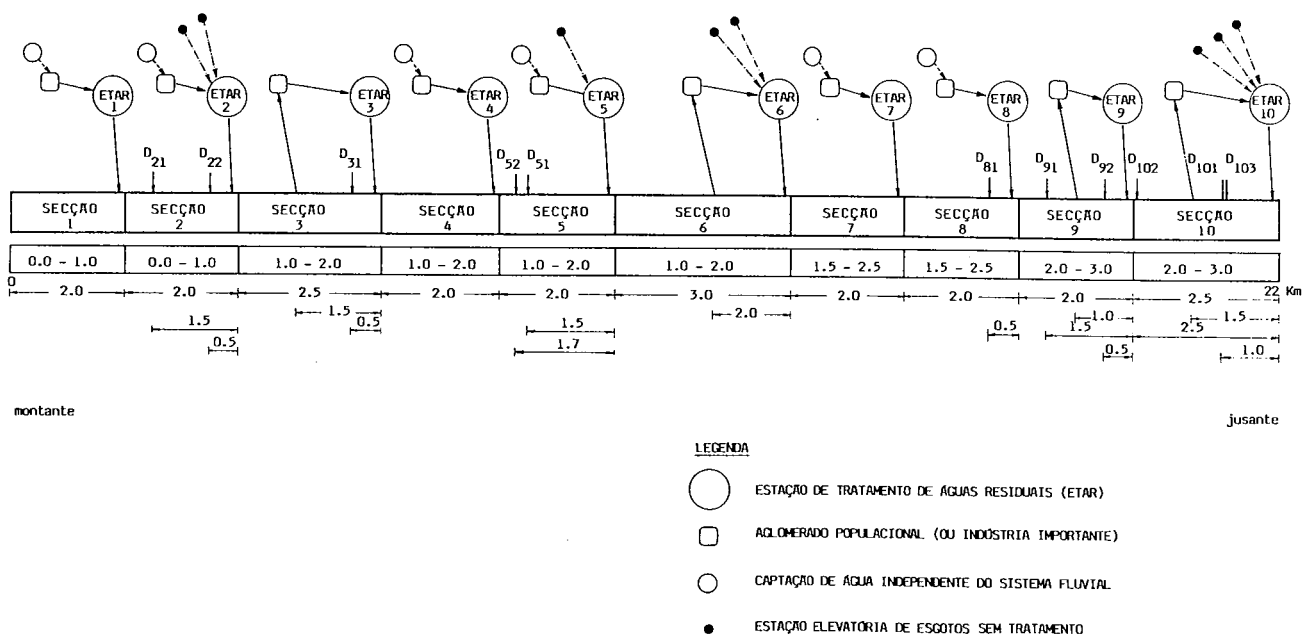 ETAR 1
ETAR 2
ETAR 3
ETAR 4
ETAR 5
ETAR 6
ETAR 7
ETAR 8
ETAR 9
ETAR 10
D21 D22 D31 D52 D51 D81 D91 D92 D102 D101 D103
SECÇÃO 1
SECÇÃO 2
SECÇÃO 3
SECÇÃO 4
SECÇÃO 5
SECÇÃO 6
SECÇÃO 7
SECÇÃO 8
SECÇÃO 9
SECÇÃO 10
0.0 - 1.0 0.0 - 1.0 1.0 - 2.0 1.0 - 2.0 1.0 - 2.0 1.0 - 2.0 1.5 - 2.5 1.5 - 2.5 2.0 - 3.0 2.0 - 3.0
0 22 Km
2.0 2.0 2.5 2.0 2.0 3.0 2.0 2.0 2.0 2.5
1.5 2.0 1.0 1.5
1.5 0.5 1.5 0.5 1.5 2.5
0.5 1.7 0.5 1.0
montante jusante
LEGENDA
ESTAÇÃO DE TRATAMENTO DE ÁGUAS RESIDUAIS (ETAR)
AGLOMERADO POPULACIONAL (OU INDÚSTRIA IMPORTANTE)
CAPTAÇÃO DE ÁGUA INDEPENDENTE DO SISTEMA FLUVIAL
ESTAÇÃO ELEVATÓRIA DE ESGOTOS SEM TRATAMENTO